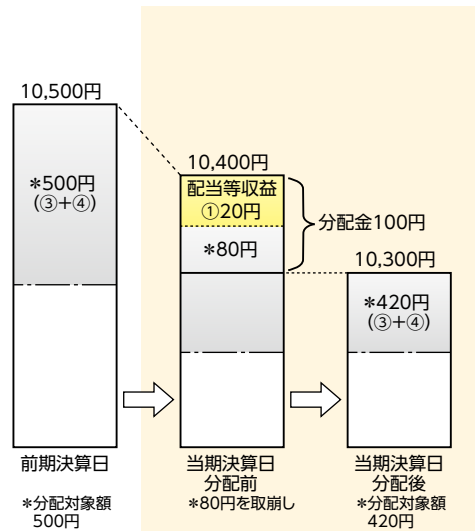 10,500円
*500円
(③+④)
前期決算日
*分配対象額
500円
10,400円
配当等収益
①20円
*80円
分配金100円
当期決算日
分配前
*80円を取崩し
10,300円
*420円
(③+④)
当期決算日
分配後
*分配対象額
420円